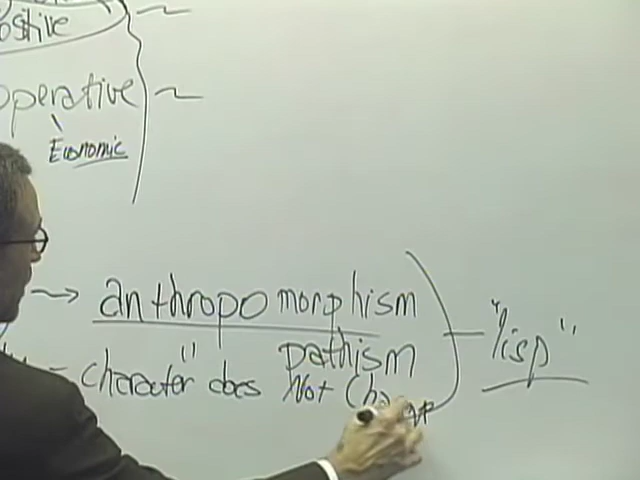 ositive ~
operative ~
Economic
→ anthropomorphism
" pathism
- character does Not Change
"lisp"